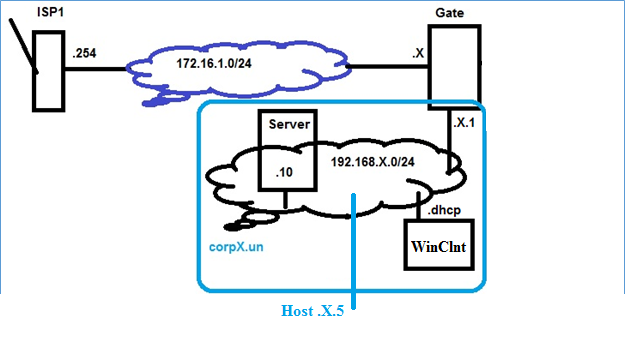 ISP1
Gate
.254
172.16.1.0/24
.X
Server
.X.1
.10
192.168.X.0/24
.dhcp
corpX.un
WinClnt
Host .X.5